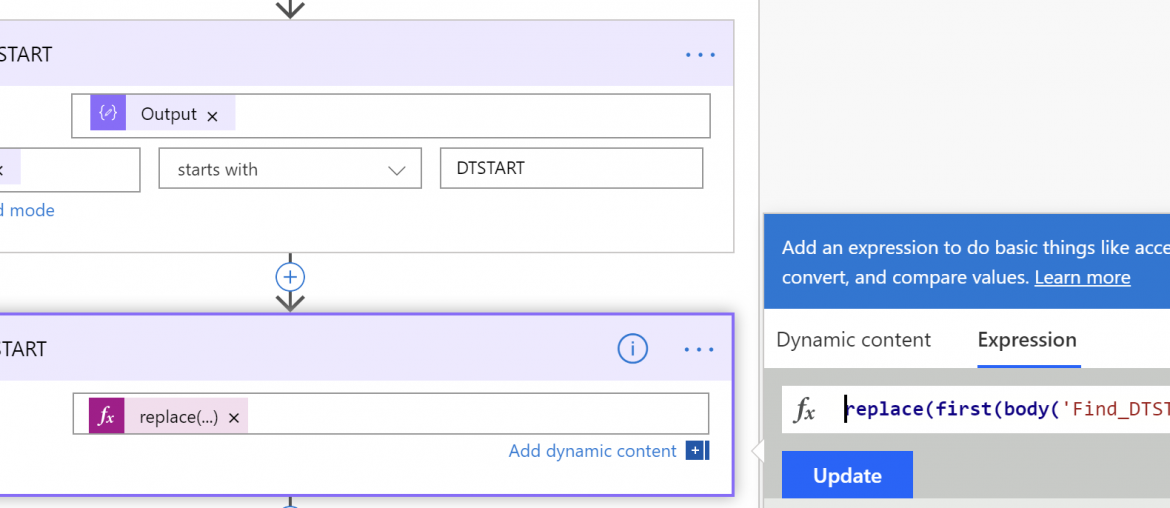 START
Output
starts with
DTSTART
d mode
START
replace(...)
Add dynamic content
Add an expression to do basic things like acce
convert, and compare values. Learn more
Dynamic content Expression
fx replace(first(body('Find_DTST
Update